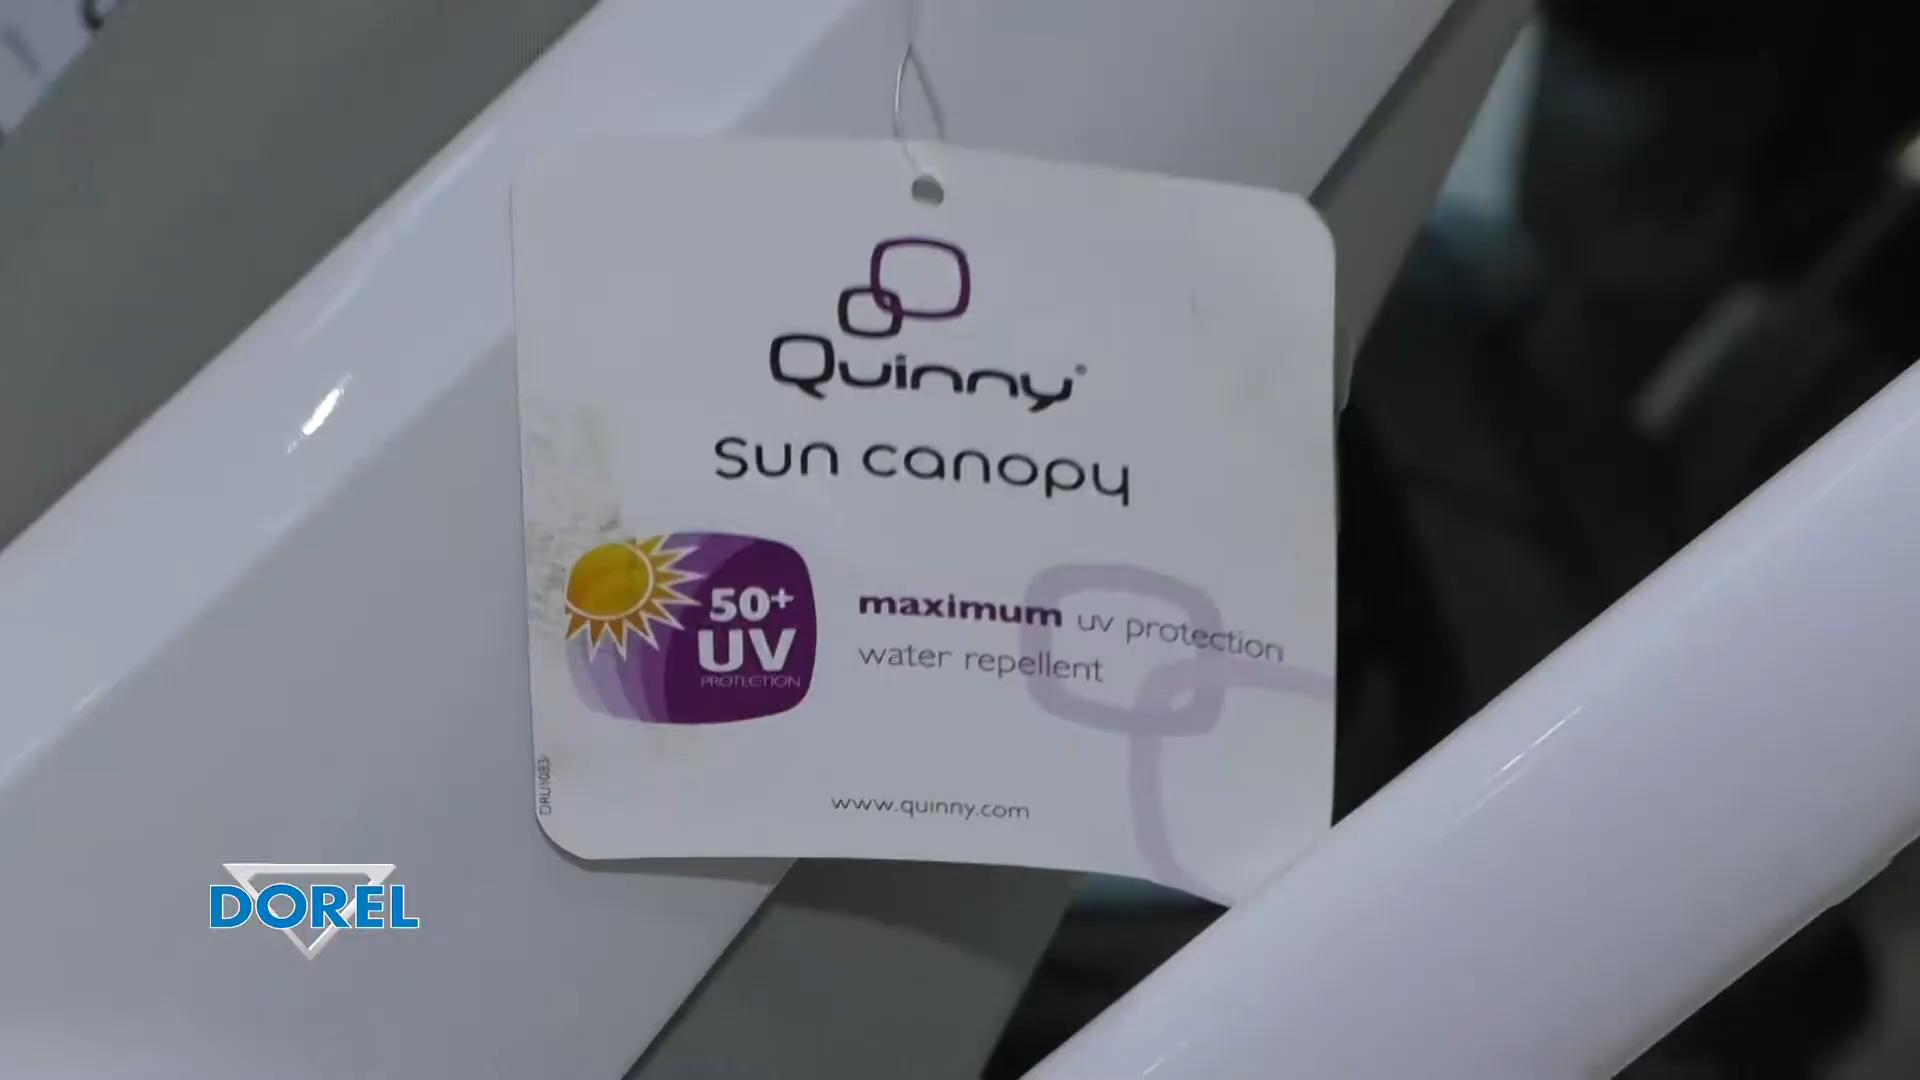 Quinny®
sun canopy
50+
UV
PROTECTION
maximum uv protection
water repellent
www.quinny.com
DOREL